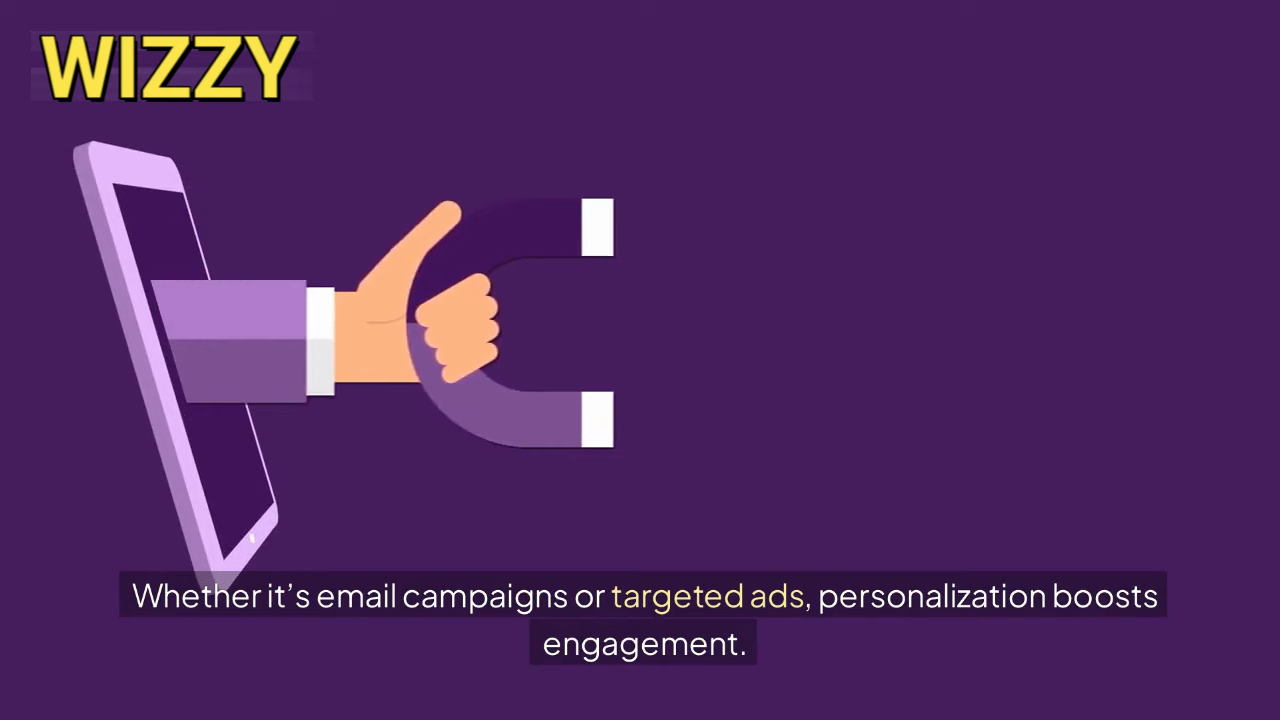 WIZZY
Whether it’s email campaigns or targeted ads, personalization boosts
engagement.